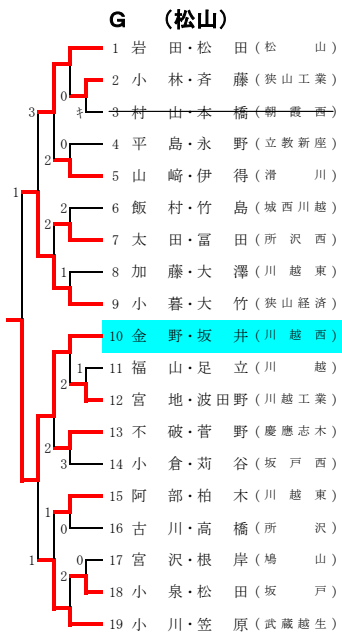 G （松山）
1 岩田・松田（松山）
0
2 小林・斉藤（狭山工業）
3 ｷ 3 村山・本橋（朝霞西）
0 4 平島・永野（立教新座）
2
5 山﨑・伊得（滑川）
1 2 6 飯村・竹島（城西川越）
2
7 太田・冨田（所沢西）
1 8 加藤・大澤（川越東）
9 小暮・大竹（狭山経済）
10 金野・坂井（川越西）
1 11 福山・足立（川越）
2
12 宮地・波田野（川越工業）
13 不破・菅野（慶應志木）
2
3 14 小倉・苅谷（坂戸西）
15 阿部・柏木（川越東）
1
0 16 古川・高橋（所沢）
1 0 17 宮沢・根岸（鳩山）
2
18 小泉・松田（坂戸）
19 小川・笠原（武蔵越生）